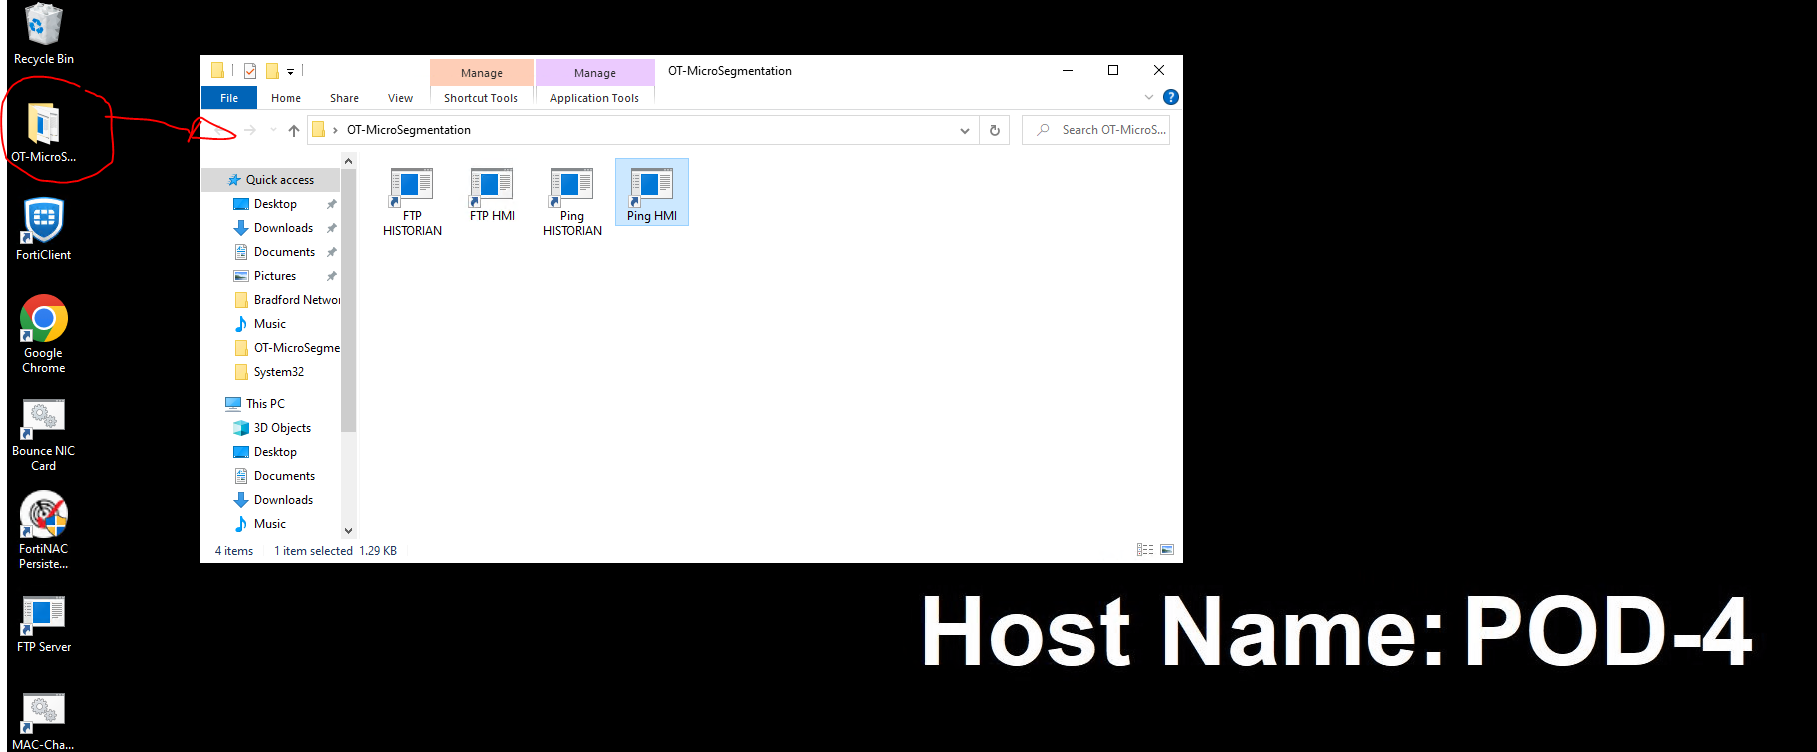 Recycle Bin
OT-MicroS...
FortiClient
Google
Chrome
Bounce NIC
Card
FortiNAC
Persiste...
FTP Server
MAC-Cha...
Manage
Manage
OT-MicroSegmentation
File
Home
Share
View
Shortcut Tools
Application Tools
?
OT-MicroSegmentation
Search OT-MicroS...
Quick access
Desktop
Downloads
Documents
Pictures
Bradford Networ
Music
OT-MicroSegme
System32
This PC
3D Objects
Desktop
Documents
Downloads
Music
FTP
HISTORIAN
FTP HMI
Ping
HISTORIAN
Ping HMI
4 items
1 item selected 1.29 KB
Host Name: POD-4